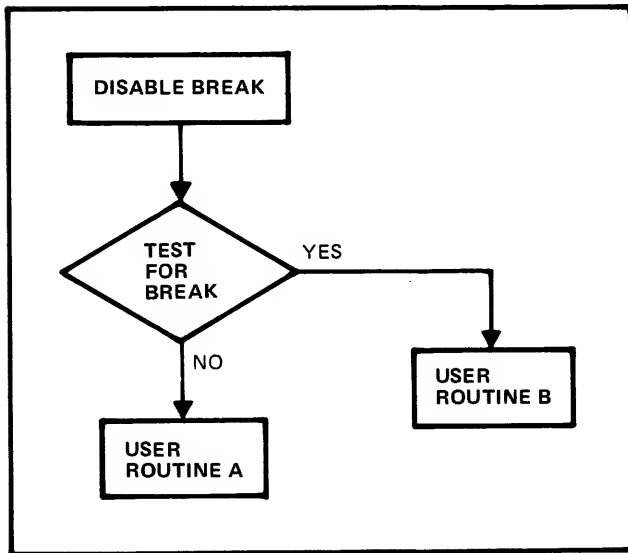 DISABLE BREAK
TEST
FOR
BREAK
YES
NO
USER
ROUTINE B
USER
ROUTINE A